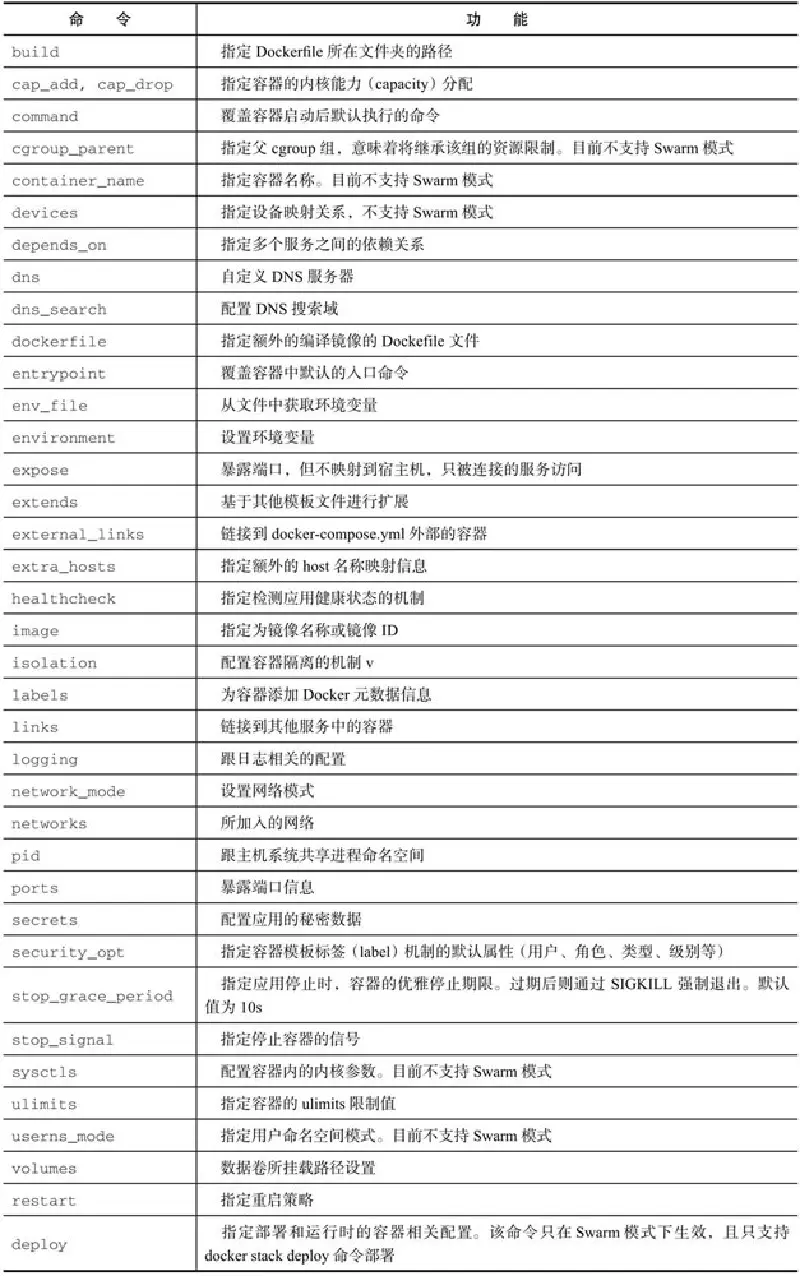 命 令 功 能
build 指定 Dockerfile 所在文件夹的路径
cap_add, cap_drop 指定容器的内核能力（capacity）分配
command 覆盖容器启动后默认执行的命令
cgroup_parent 指定父 cgroup 组，意味着将继承该组的资源限制。目前不支持 Swarm 模式
container_name 指定容器名称。目前不支持 Swarm 模式
devices 指定设备映射关系，不支持 Swarm 模式
depends_on 指定多个服务之间的依赖关系
dns 自定义 DNS 服务器
dns_search 配置 DNS 搜索域
dockerfile 指定额外的编译镜像的 Dockefile 文件
entrypoint 覆盖容器中默认的入口命令
env_file 从文件中获取环境变量
environment 设置环境变量
expose 暴露端口，但不映射到宿主机，只被连接的服务访问
extends 基于其他模板文件进行扩展
external_links 链接到 docker-compose.yml 外部的容器
extra_hosts 指定额外的 host 名称映射信息
healthcheck 指定检测应用健康状态的机制
image 指定为镜像名称或镜像 ID
isolation 配置容器隔离的机制 v
labels 为容器添加 Docker 元数据信息
links 链接到其他服务中的容器
logging 跟日志相关的配置
network_mode 设置网络模式
networks 所加入的网络
pid 跟主机系统共享进程命名空间
ports 暴露端口信息
secrets 配置应用的秘密数据
security_opt 指定容器模板标签（label）机制的默认属性（用户、角色、类型、级别等）
stop_grace_period 指定应用停止时，容器的优雅停止期限。过期后则通过 SIGKILL 强制退出。默认
值为 10s
stop_signal 指定停止容器的信号
sysctls 配置容器内的内核参数。目前不支持 Swarm 模式
ulimits 指定容器的 ulimits 限制值
userns_mode 指定用户命名空间模式。目前不支持 Swarm 模式
volumes 数据卷所挂载路径设置
restart 指定重启策略
deploy 指定部署和运行时的容器相关配置。该命令只在 Swarm 模式下生效，且只支持
docker stack deploy 命令部署